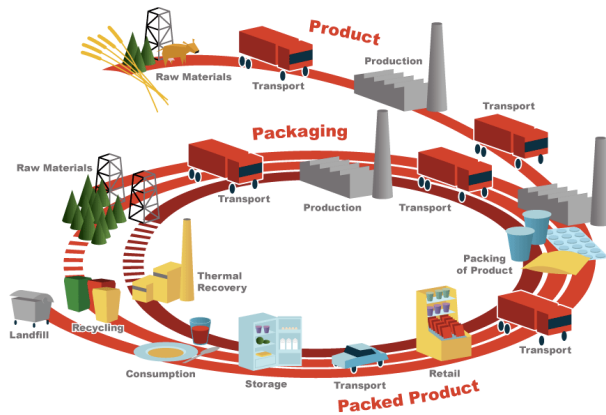 Product
Raw Materials
Transport
Production
Transport
Packaging
Raw Materials
Transport
Production
Transport
Packing
of Product
Thermal
Recovery
Landfill
Recycling
Consumption
Storage
Transport
Retail
Transport
Packed Product